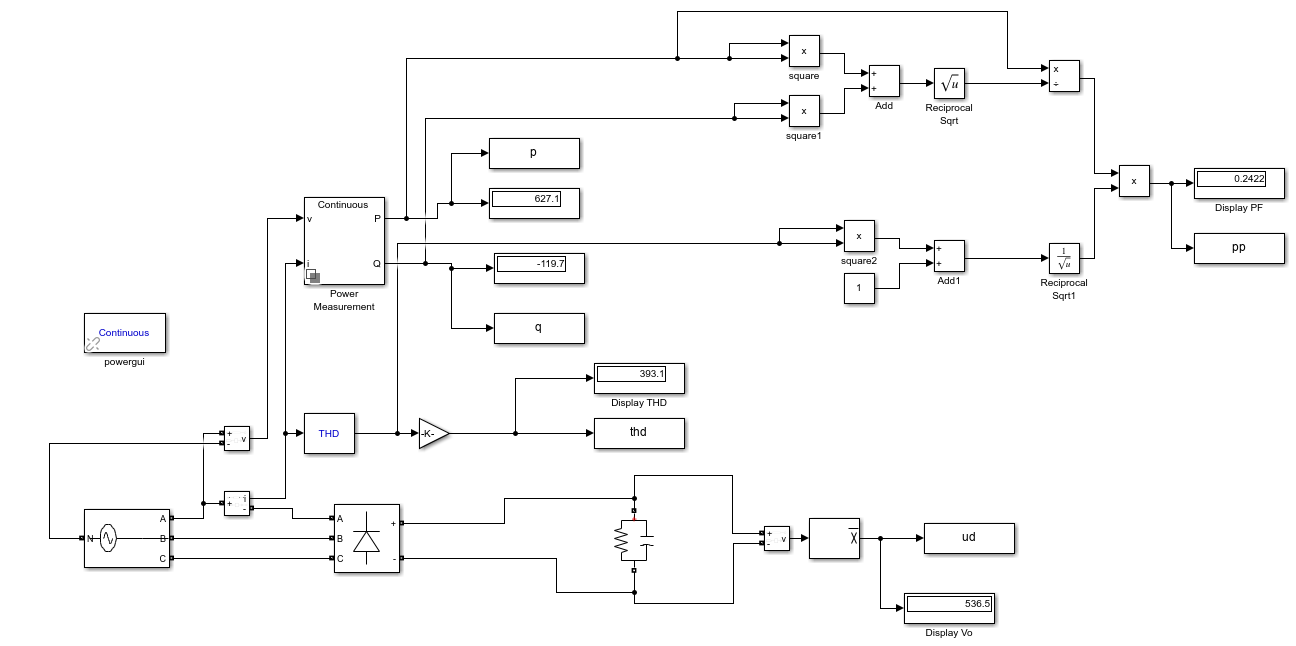 x
square
x
square1
+
+
Add
√u
Reciprocal
Sqrt
x
÷
p
627.1
Continuous
v
P
i
Q
Power
Measurement
-119.7
q
x
square2
1
+
+
Add1
1
√u
Reciprocal
Sqrt1
x
0.2422
Display PF
pp
Continuous
powergui
393.1
Display THD
THD
-K-
thd
+
-
v
+
i
-
N
A
B
C
A
B
C
+
-
+
-
v
X
ud
536.5
Display Vo